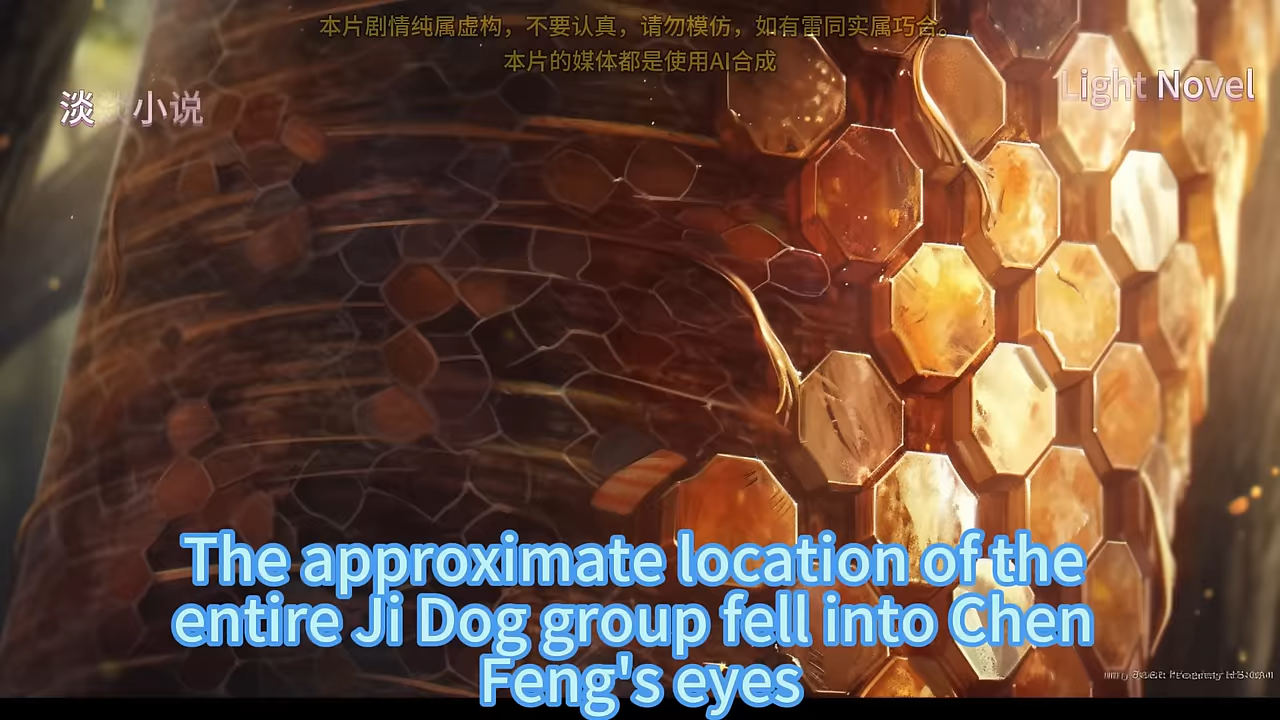 本片剧情纯属虚构，不要认真，请勿模仿，如有雷同实属巧合。
本片的媒体都是使用AI合成
淡 小说
Light Novel
The approximate location of the
entire Ji Dog group fell into Chen
Feng's eyes